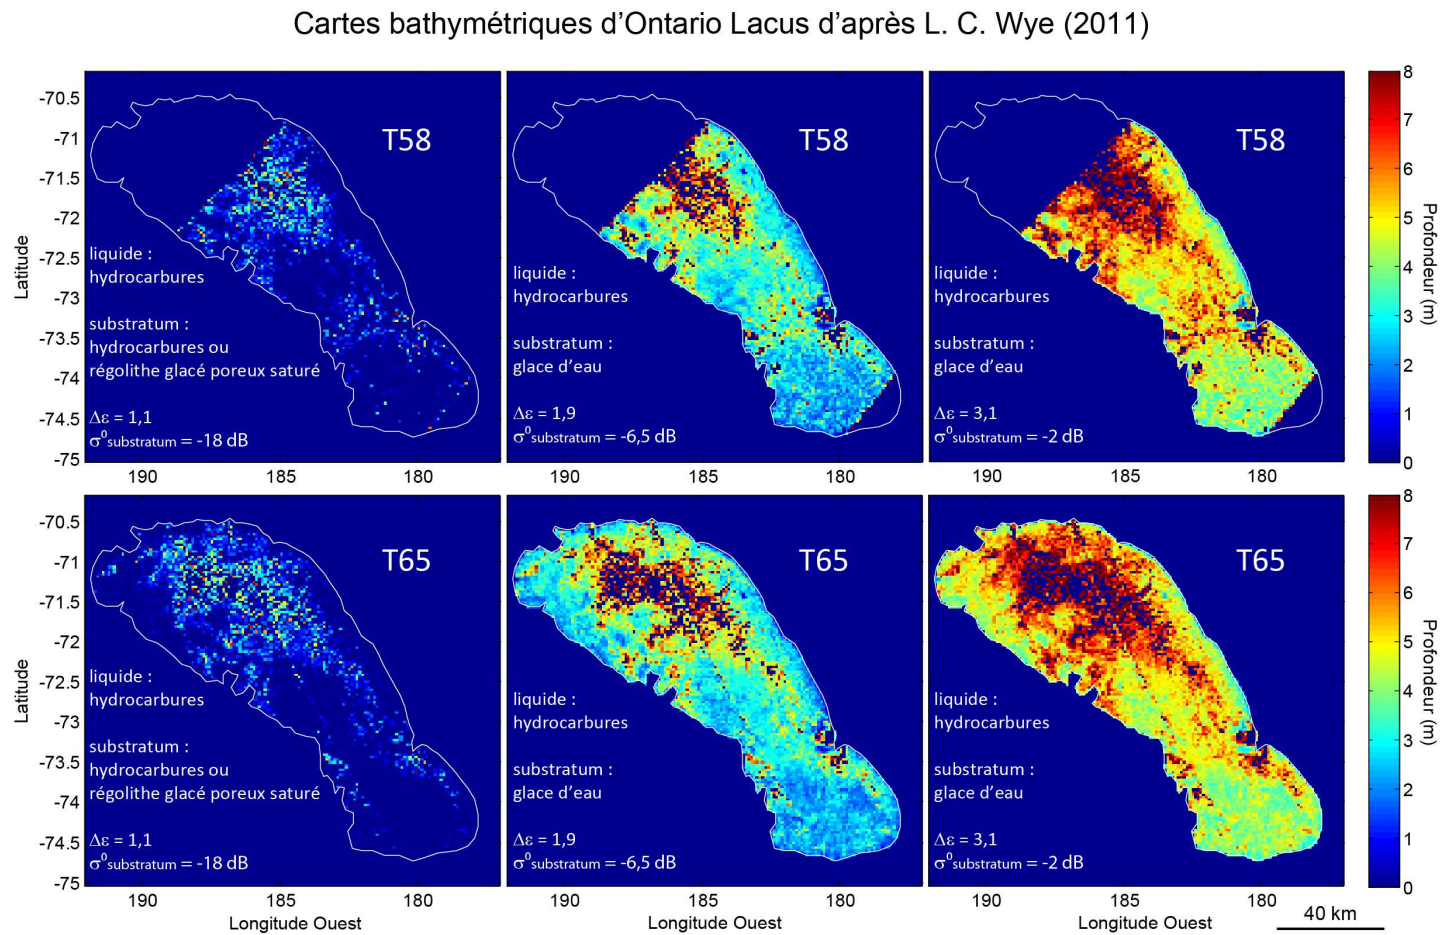 Cartes bathymétriques d’Ontario Lacus d’après L. C. Wye (2011)
-70.5
-71
-71.5
-72
-72.5
-73
-73.5
-74
-74.5
-75
Latitude
T58
liquide :
hydrocarbures
substratum :
hydrocarbures ou
régolithe glacé poreux saturé
Δε = 1,1
σ⁰substratum = -18 dB
190
185
180
T58
liquide :
hydrocarbures
substratum :
glace d’eau
Δε = 1,9
σ⁰substratum = -6,5 dB
190
185
180
T58
liquide :
hydrocarbures
substratum :
glace d’eau
Δε = 3,1
σ⁰substratum = -2 dB
190
185
180
8
7
6
5
4
3
2
1
0
Profondeur (m)
-70.5
-71
-71.5
-72
-72.5
-73
-73.5
-74
-74.5
-75
Latitude
T65
liquide :
hydrocarbures
substratum :
hydrocarbures ou
régolithe glacé poreux saturé
Δε = 1,1
σ⁰substratum = -18 dB
190
185
180
Longitude Ouest
T65
liquide :
hydrocarbures
substratum :
glace d’eau
Δε = 1,9
σ⁰substratum = -6,5 dB
190
185
180
Longitude Ouest
T65
liquide :
hydrocarbures
substratum :
glace d’eau
Δε = 3,1
σ⁰substratum = -2 dB
190
185
180
Longitude Ouest
8
7
6
5
4
3
2
1
0
Profondeur (m)
40 km